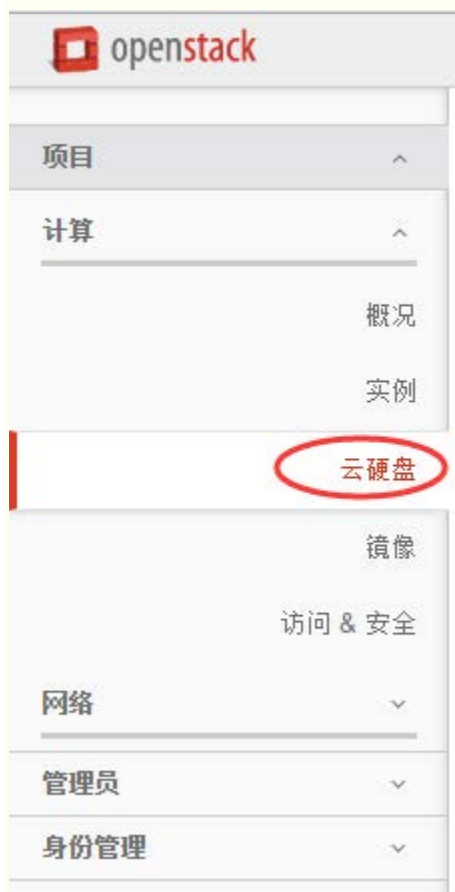 openstack
项目
计算
概况
实例
云硬盘
镜像
访问 & 安全
网络
管理员
身份管理